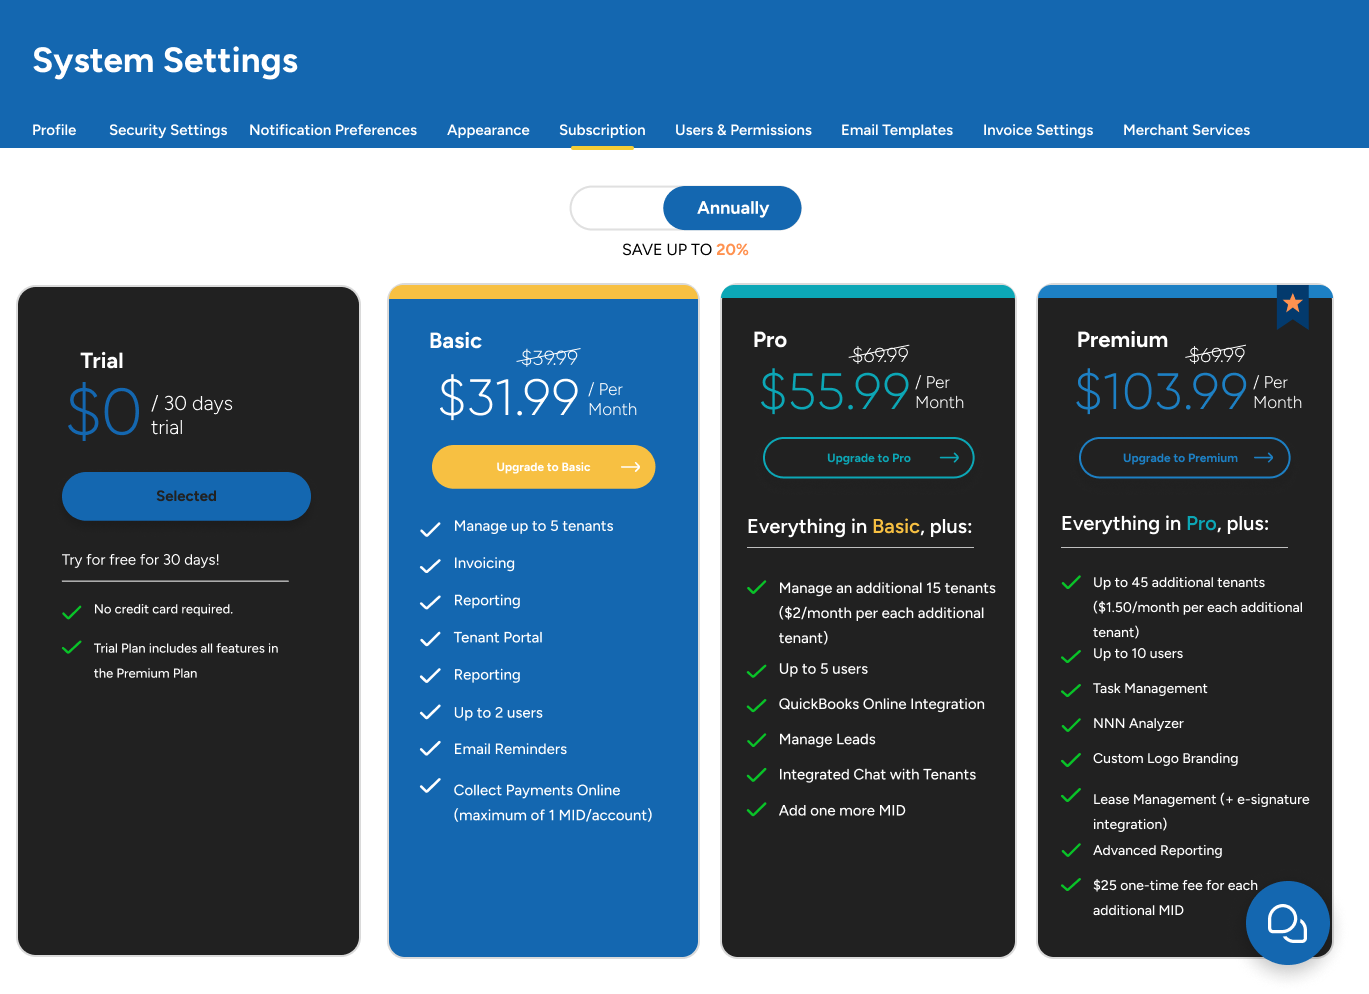 System Settings
Profile
Security Settings
Notification Preferences
Appearance
Subscription
Users & Permissions
Email Templates
Invoice Settings
Merchant Services
Annually
SAVE UP TO 20%
Trial
$0 / 30 days
trial
Selected
Try for free for 30 days!
No credit card required.
Trial Plan includes all features in
the Premium Plan
Basic
$39.99
$31.99 / Per
Month
Upgrade to Basic
Manage up to 5 tenants
Invoicing
Reporting
Tenant Portal
Reporting
Up to 2 users
Email Reminders
Collect Payments Online
(maximum of 1 MID/account)
Pro
$69.99
$55.99 / Per
Month
Upgrade to Pro
Everything in Basic, plus:
Manage an additional 15 tenants
($2/month per each additional
tenant)
Up to 5 users
QuickBooks Online Integration
Manage Leads
Integrated Chat with Tenants
Add one more MID
Premium
$69.99
$103.99 / Per
Month
Upgrade to Premium
Everything in Pro, plus:
Up to 45 additional tenants
($1.50/month per each additional
tenant)
Up to 10 users
Task Management
NNN Analyzer
Custom Logo Branding
Lease Management (+ e-signature
integration)
Advanced Reporting
$25 one-time fee for each
additional MID